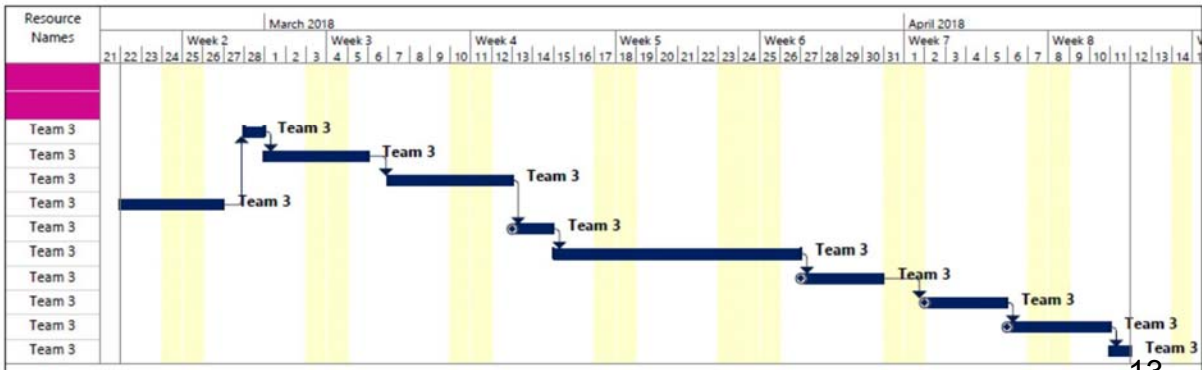 Resource Names
March 2018 April 2018
Week 2 Week 3 Week 4 Week 5 Week 6 Week 7 Week 8
21 22 23 24 25 26 27 28 1 2 3 4 5 6 7 8 9 10 11 12 13 14 15 16 17 18 19 20 21 22 23 24 25 26 27 28 29 30 31 1 2 3 4 5 6 7 8 9 10 11 12 13 14
Team 3 Team 3
Team 3 Team 3
Team 3 Team 3
Team 3 Team 3
Team 3 Team 3
Team 3 Team 3
Team 3 Team 3
Team 3 Team 3
Team 3 Team 3
Team 3 Team 3